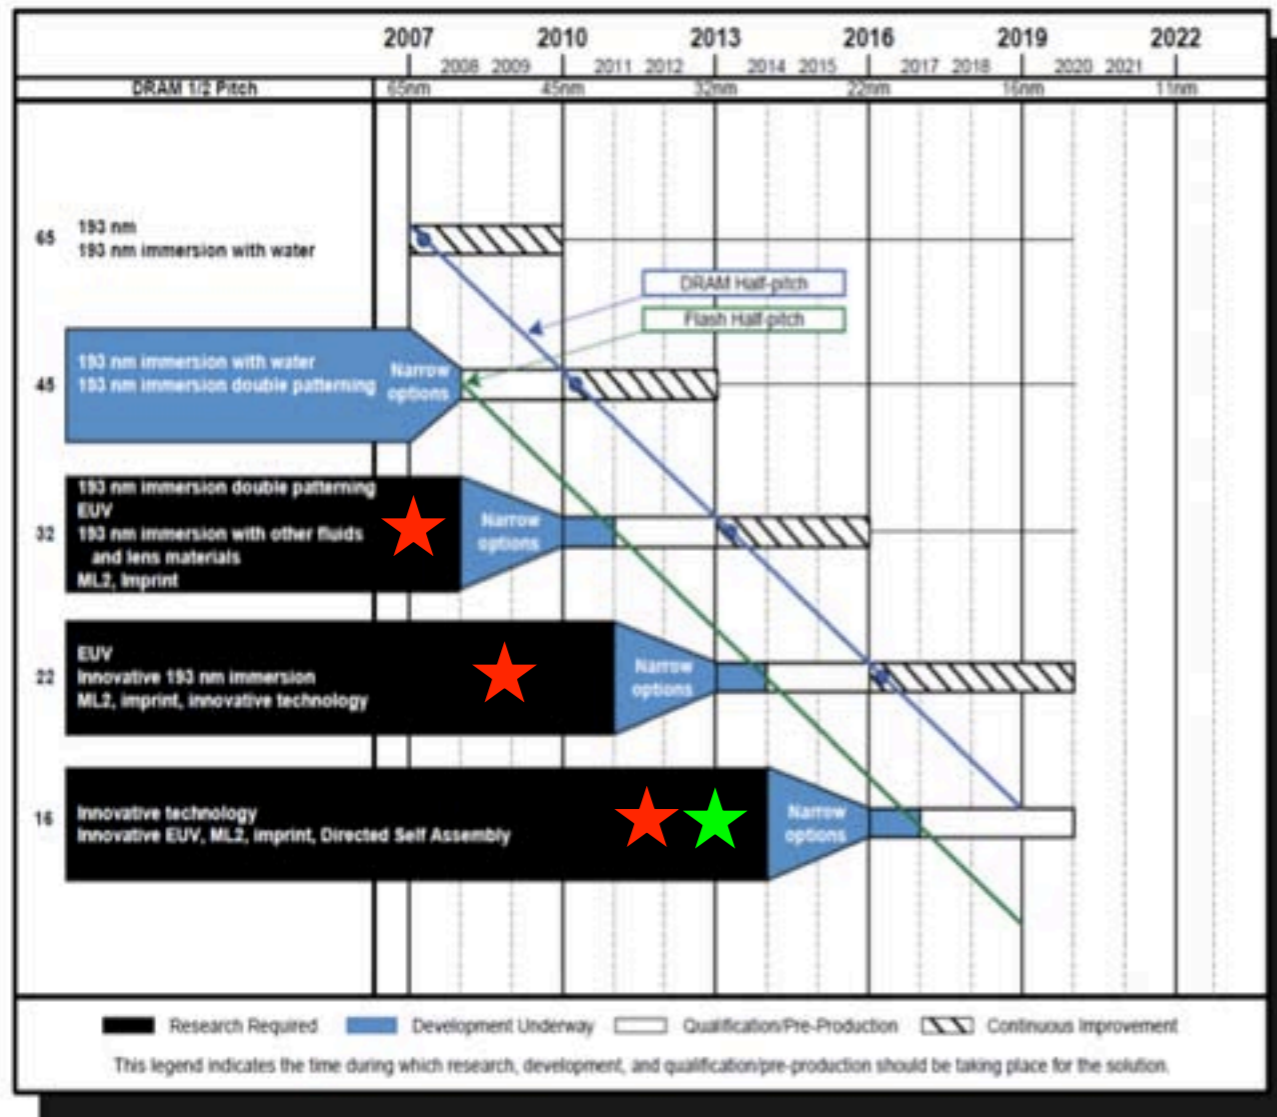 2007 2010 2013 2016 2019 2022
2008 2009 2011 2012 2014 2015 2017 2018 2020 2021
DRAM 1/2 Pitch 65nm 45nm 32nm 22nm 16nm 11nm
65
193 nm
193 nm immersion with water
DRAM Half-pitch
Flash Half-pitch
45
193 nm immersion with water
193 nm immersion double patterning
Narrow
options
32
193 nm immersion double patterning
EUV
193 nm immersion with other fluids
and lens materials
ML2, Imprint
Narrow
options
22
EUV
Innovative 193 nm immersion
ML2, imprint, innovative technology
Narrow
options
16
Innovative technology
Innovative EUV, ML2, imprint, Directed Self Assembly
Narrow
options
Research Required Development Underway Qualification/Pre-Production Continuous Improvement
This legend indicates the time during which research, development, and qualification/pre-production should be taking place for the solution.